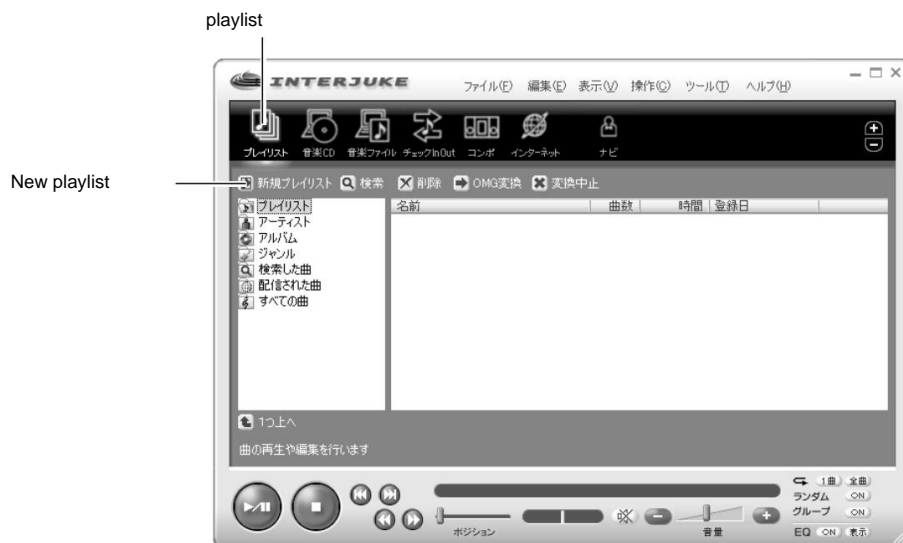 playlist
INTERJUKE
ファイル(F) 編集(E) 表示(V) 操作(C) ツール(T) ヘルプ(H)
プレイリスト 音楽CD 音楽ファイル チェックInOut コンポ インターネット ナビ
New playlist
新規プレイリスト 検索 削除 OMG変換 変換中止
プレイリスト
アーティスト
アルバム
ジャンル
検索した曲
配信された曲
すべての曲
名前 曲数 時間 登録日
1つ上へ
曲の再生や編集を行います
ポジション
音量
1曲 全曲
ランダム ON
グループ ON
EQ ON 表示